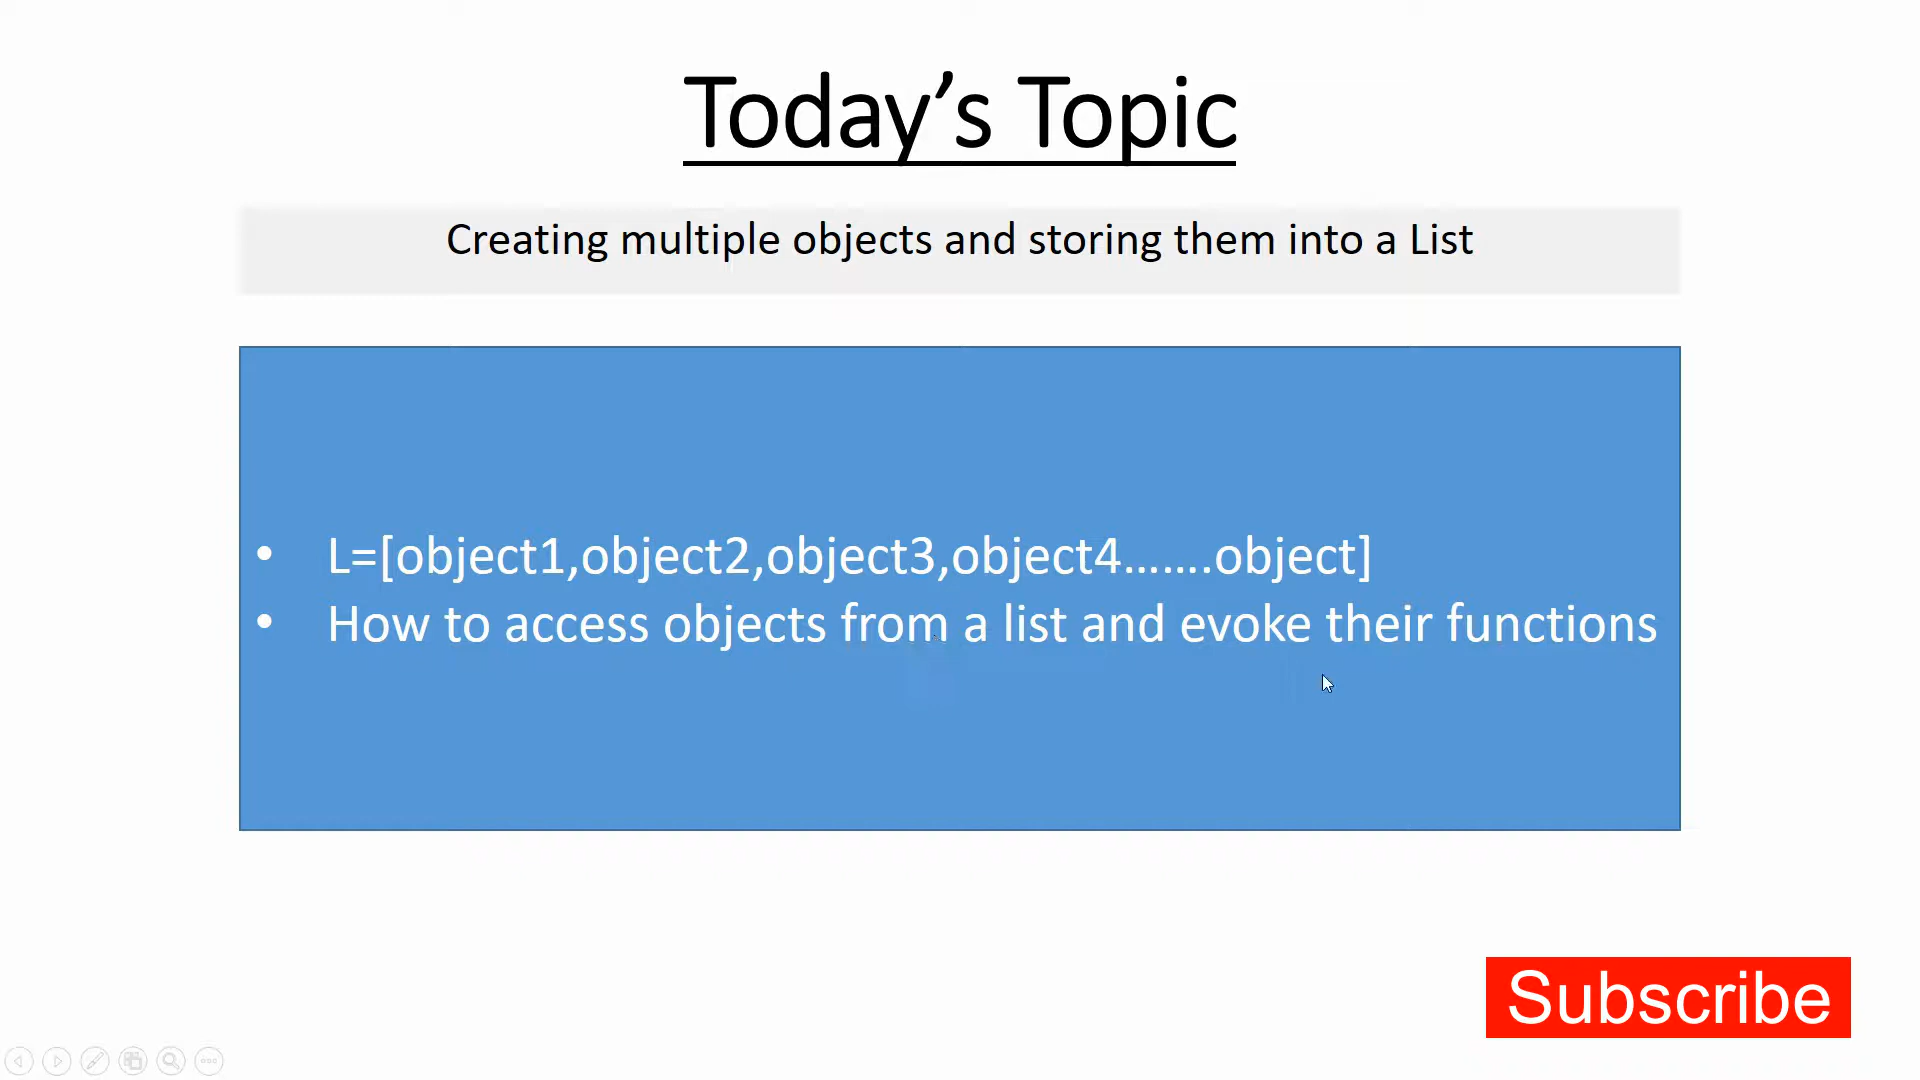 Today’s Topic
Creating multiple objects and storing them into a List
• L=[object1,object2,object3,object4…….object]
• How to access objects from a list and evoke their functions
Subscribe